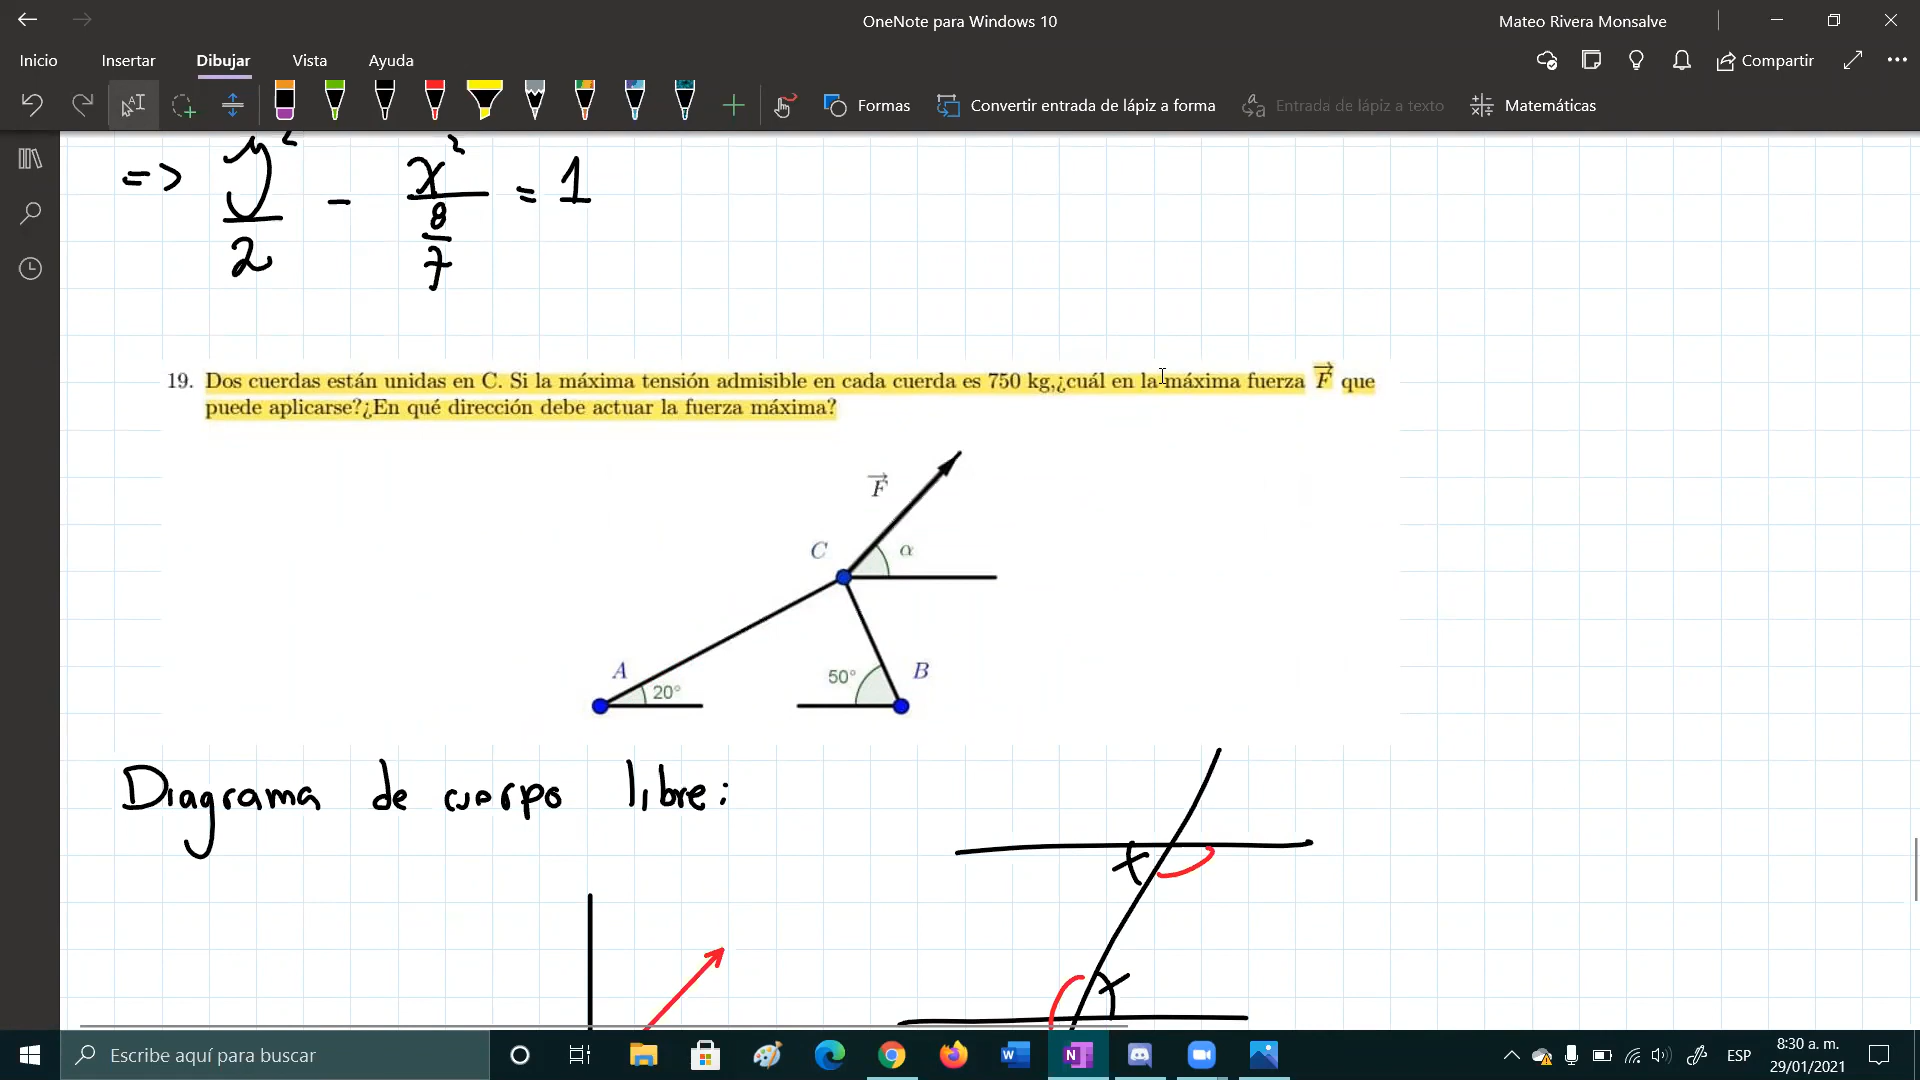 OneNote para Windows 10
Mateo Rivera Monsalve
Inicio Insertar Dibujar Vista Ayuda
Compartir
Formas Convertir entrada de lápiz a forma Entrada de lápiz a texto Matemáticas
=> y²/2 - x²/(8/7) = 1
19. Dos cuerdas están unidas en C. Si la máxima tensión admisible en cada cuerda es 750 kg,¿cuál en la máxima fuerza F⃗ que
puede aplicarse?¿En qué dirección debe actuar la fuerza máxima?
F⃗
C α
A 20° 50° B
Diagrama de cuerpo libre:
Escribe aquí para buscar
ESP
8:30 a. m.
29/01/2021